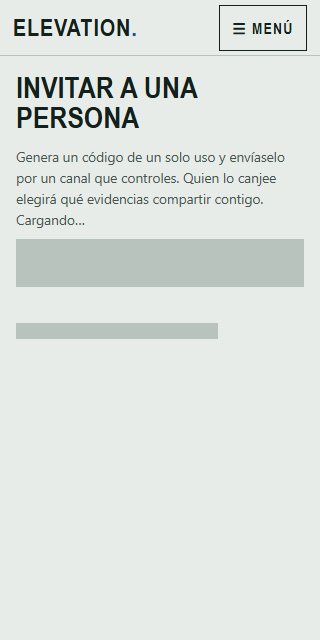 ELEVATION.
☰ MENÚ
INVITAR A UNA
PERSONA
Genera un código de un solo uso y envíaselo
por un canal que controles. Quien lo canjee
elegirá qué evidencias compartir contigo.
Cargando...